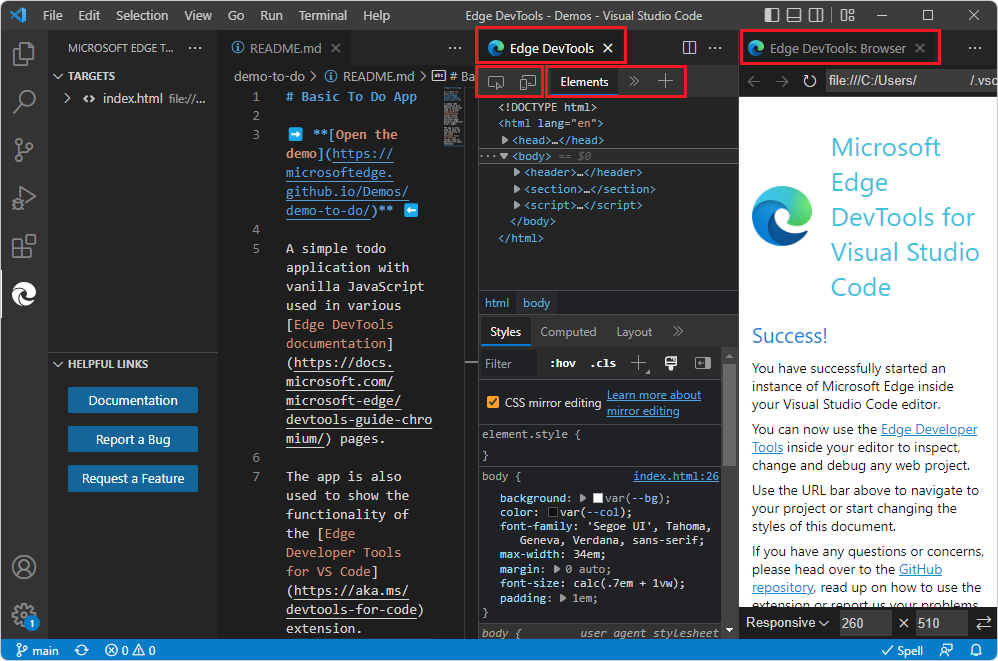 File Edit Selection View Go Run Terminal Help Edge DevTools - Demos - Visual Studio Code
MICROSOFT EDGE T... ···
TARGETS
index.html file://...
HELPFUL LINKS
Documentation
Report a Bug
Request a Feature
README.md
demo-to-do > README.md > # Ba
1 # Basic To Do App
2
3 ➡️ **[Open the
demo](https://
microsoftedge.
github.io/Demos/
demo-to-do/)** ⬅️
4
5 A simple todo
application with
vanilla JavaScript
used in various
[Edge DevTools
documentation]
(https://docs.
microsoft.com/
microsoft-edge/
devtools-guide-chro
mium/) pages.
6
7 The app is also
used to show the
functionality of
the [Edge
Developer Tools
for VS Code]
(https://aka.ms/
devtools-for-code)
extension.
Edge DevTools
Elements
<!DOCTYPE html>
<html lang="en">
<head>…</head>
<body> == $0
<header>…</header>
<section>…</section>
<script>…</script>
</body>
</html>
html body
Styles Computed Layout
Filter :hov .cls
CSS mirror editing Learn more about
mirror editing
element.style {
}
body { index.html:26
background: var(--bg);
color: var(--col);
font-family: 'Segoe UI', Tahoma,
Geneva, Verdana, sans-serif;
max-width: 34em;
margin: 0 auto;
font-size: calc(.7em + 1vw);
padding: 1em;
}
body { user agent stylesheet
Edge DevTools: Browser
file:///C:/Users/ /.vsc
Microsoft
Edge
DevTools for
Visual Studio
Code
Success!
You have successfully started an
instance of Microsoft Edge inside
your Visual Studio Code editor.
You can now use the Edge Developer
Tools inside your editor to inspect,
change and debug any web project.
Use the URL bar above to navigate to
your project or start changing the
styles of this document.
If you have any questions or concerns,
please head over to the GitHub
repository, read up on how to use the
extension or report us your problems
Responsive 260 × 510
1
main 0 0 Spell